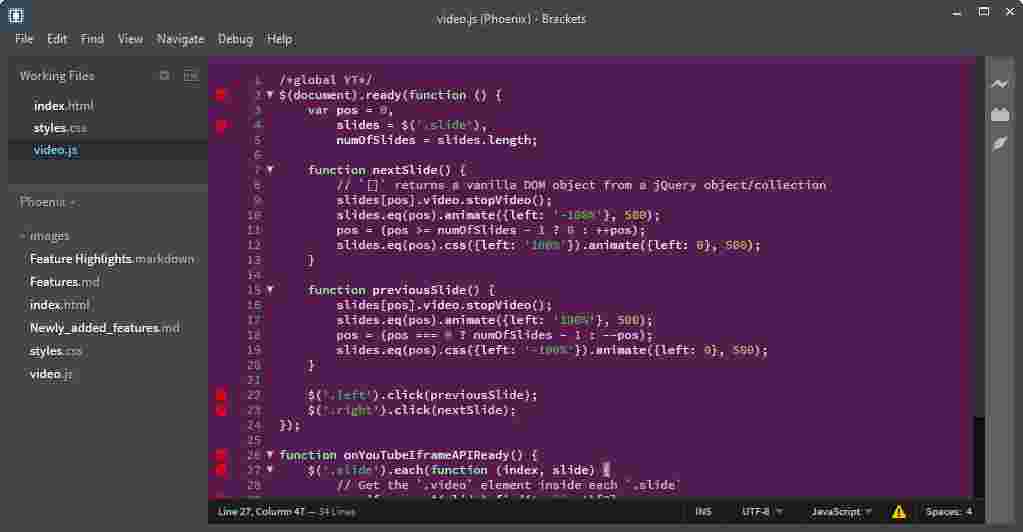 video.js (Phoenix) - Brackets
File Edit Find View Navigate Debug Help
Working Files
index.html
styles.css
video.js
Phoenix
images
Feature Highlights.markdown
Features.md
index.html
Newly_added_features.md
styles.css
video.js
1 /*global YT*/
2 $(document).ready(function () {
3 var pos = 0,
4 slides = $('.slide'),
5 numOfSlides = slides.length;
6
7 function nextSlide() {
8 // `[]` returns a vanilla DOM object from a jQuery object/collection
9 slides[pos].video.stopVideo();
10 slides.eq(pos).animate({left: '-100%'}, 500);
11 pos = (pos >= numOfSlides - 1 ? 0 : ++pos);
12 slides.eq(pos).css({left: '100%'}).animate({left: 0}, 500);
13 }
14
15 function previousSlide() {
16 slides[pos].video.stopVideo();
17 slides.eq(pos).animate({left: '100%'}, 500);
18 pos = (pos === 0 ? numOfSlides - 1 : --pos);
19 slides.eq(pos).css({left: '-100%'}).animate({left: 0}, 500);
20 }
21
22 $('.left').click(previousSlide);
23 $('.right').click(nextSlide);
24 });
25
26 function onYouTubeIframeAPIReady() {
27 $('.slide').each(function (index, slide) {
28 // Get the `.video` element inside each `.slide`
Line 27, Column 47 — 34 Lines INS UTF-8 JavaScript Spaces: 4